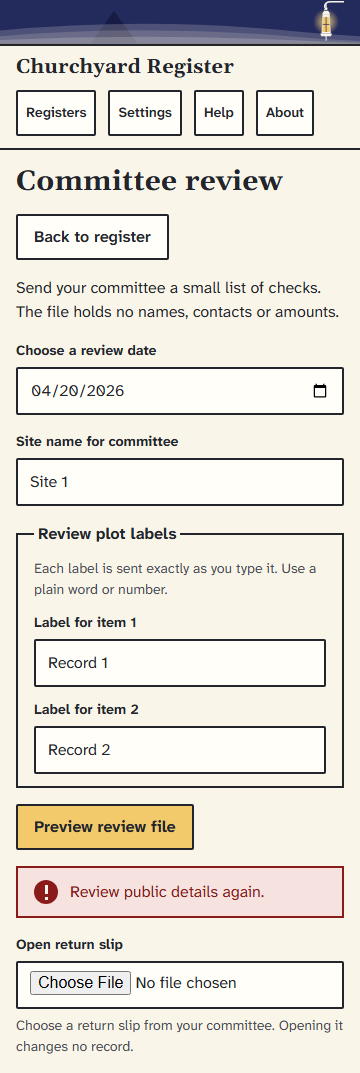 Churchyard Register
Registers
Settings
Help
About
Committee review
Back to register
Send your committee a small list of checks.
The file holds no names, contacts or amounts.
Choose a review date
04/20/2026
Site name for committee
Site 1
Review plot labels
Each label is sent exactly as you type it. Use a
plain word or number.
Label for item 1
Record 1
Label for item 2
Record 2
Preview review file
Review public details again.
Open return slip
Choose File No file chosen
Choose a return slip from your committee. Opening it
changes no record.